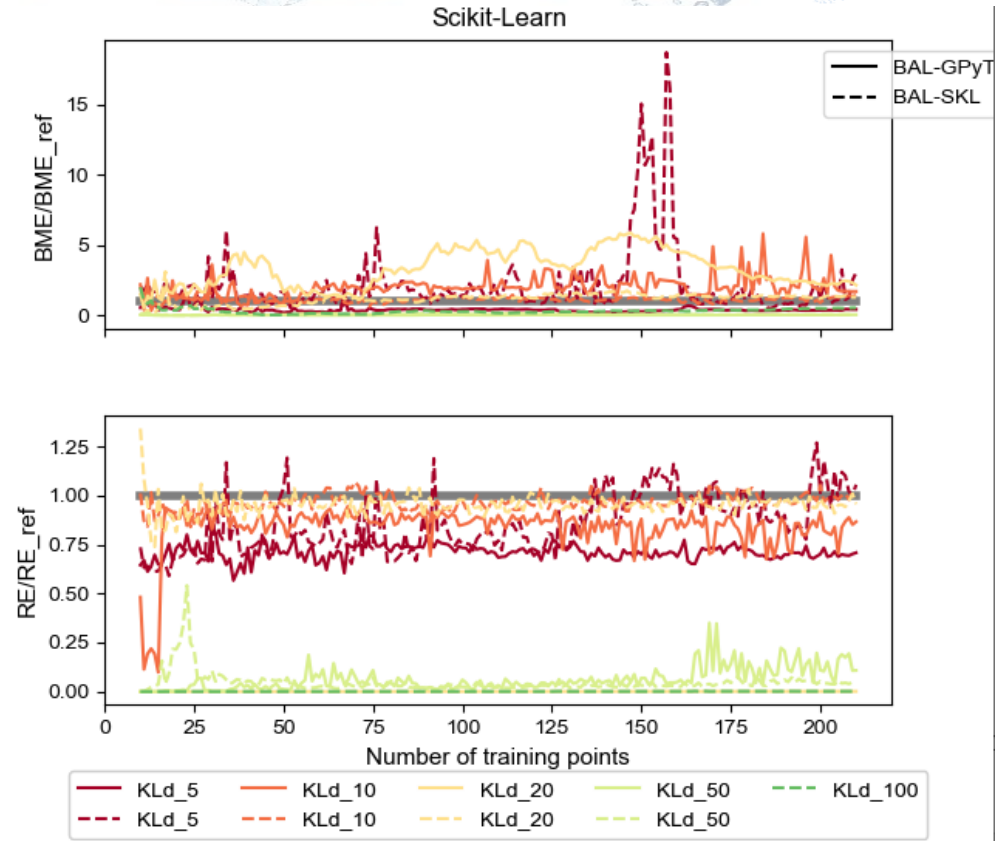 Scikit-Learn
BME/BME_ref
15
10
5
0
BAL-GPyT
BAL-SKL
RE/RE_ref
1.25
1.00
0.75
0.50
0.25
0.00
0 25 50 75 100 125 150 175 200
Number of training points
KLd_5 KLd_10 KLd_20 KLd_50 KLd_100
KLd_5 KLd_10 KLd_20 KLd_50